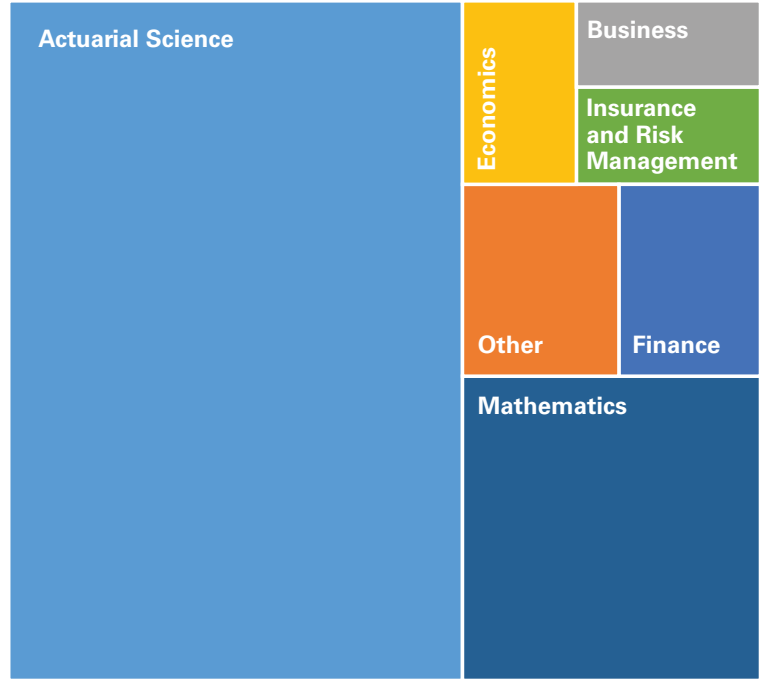 Actuarial Science
Economics
Business
Insurance
and Risk
Management
Other
Finance
Mathematics